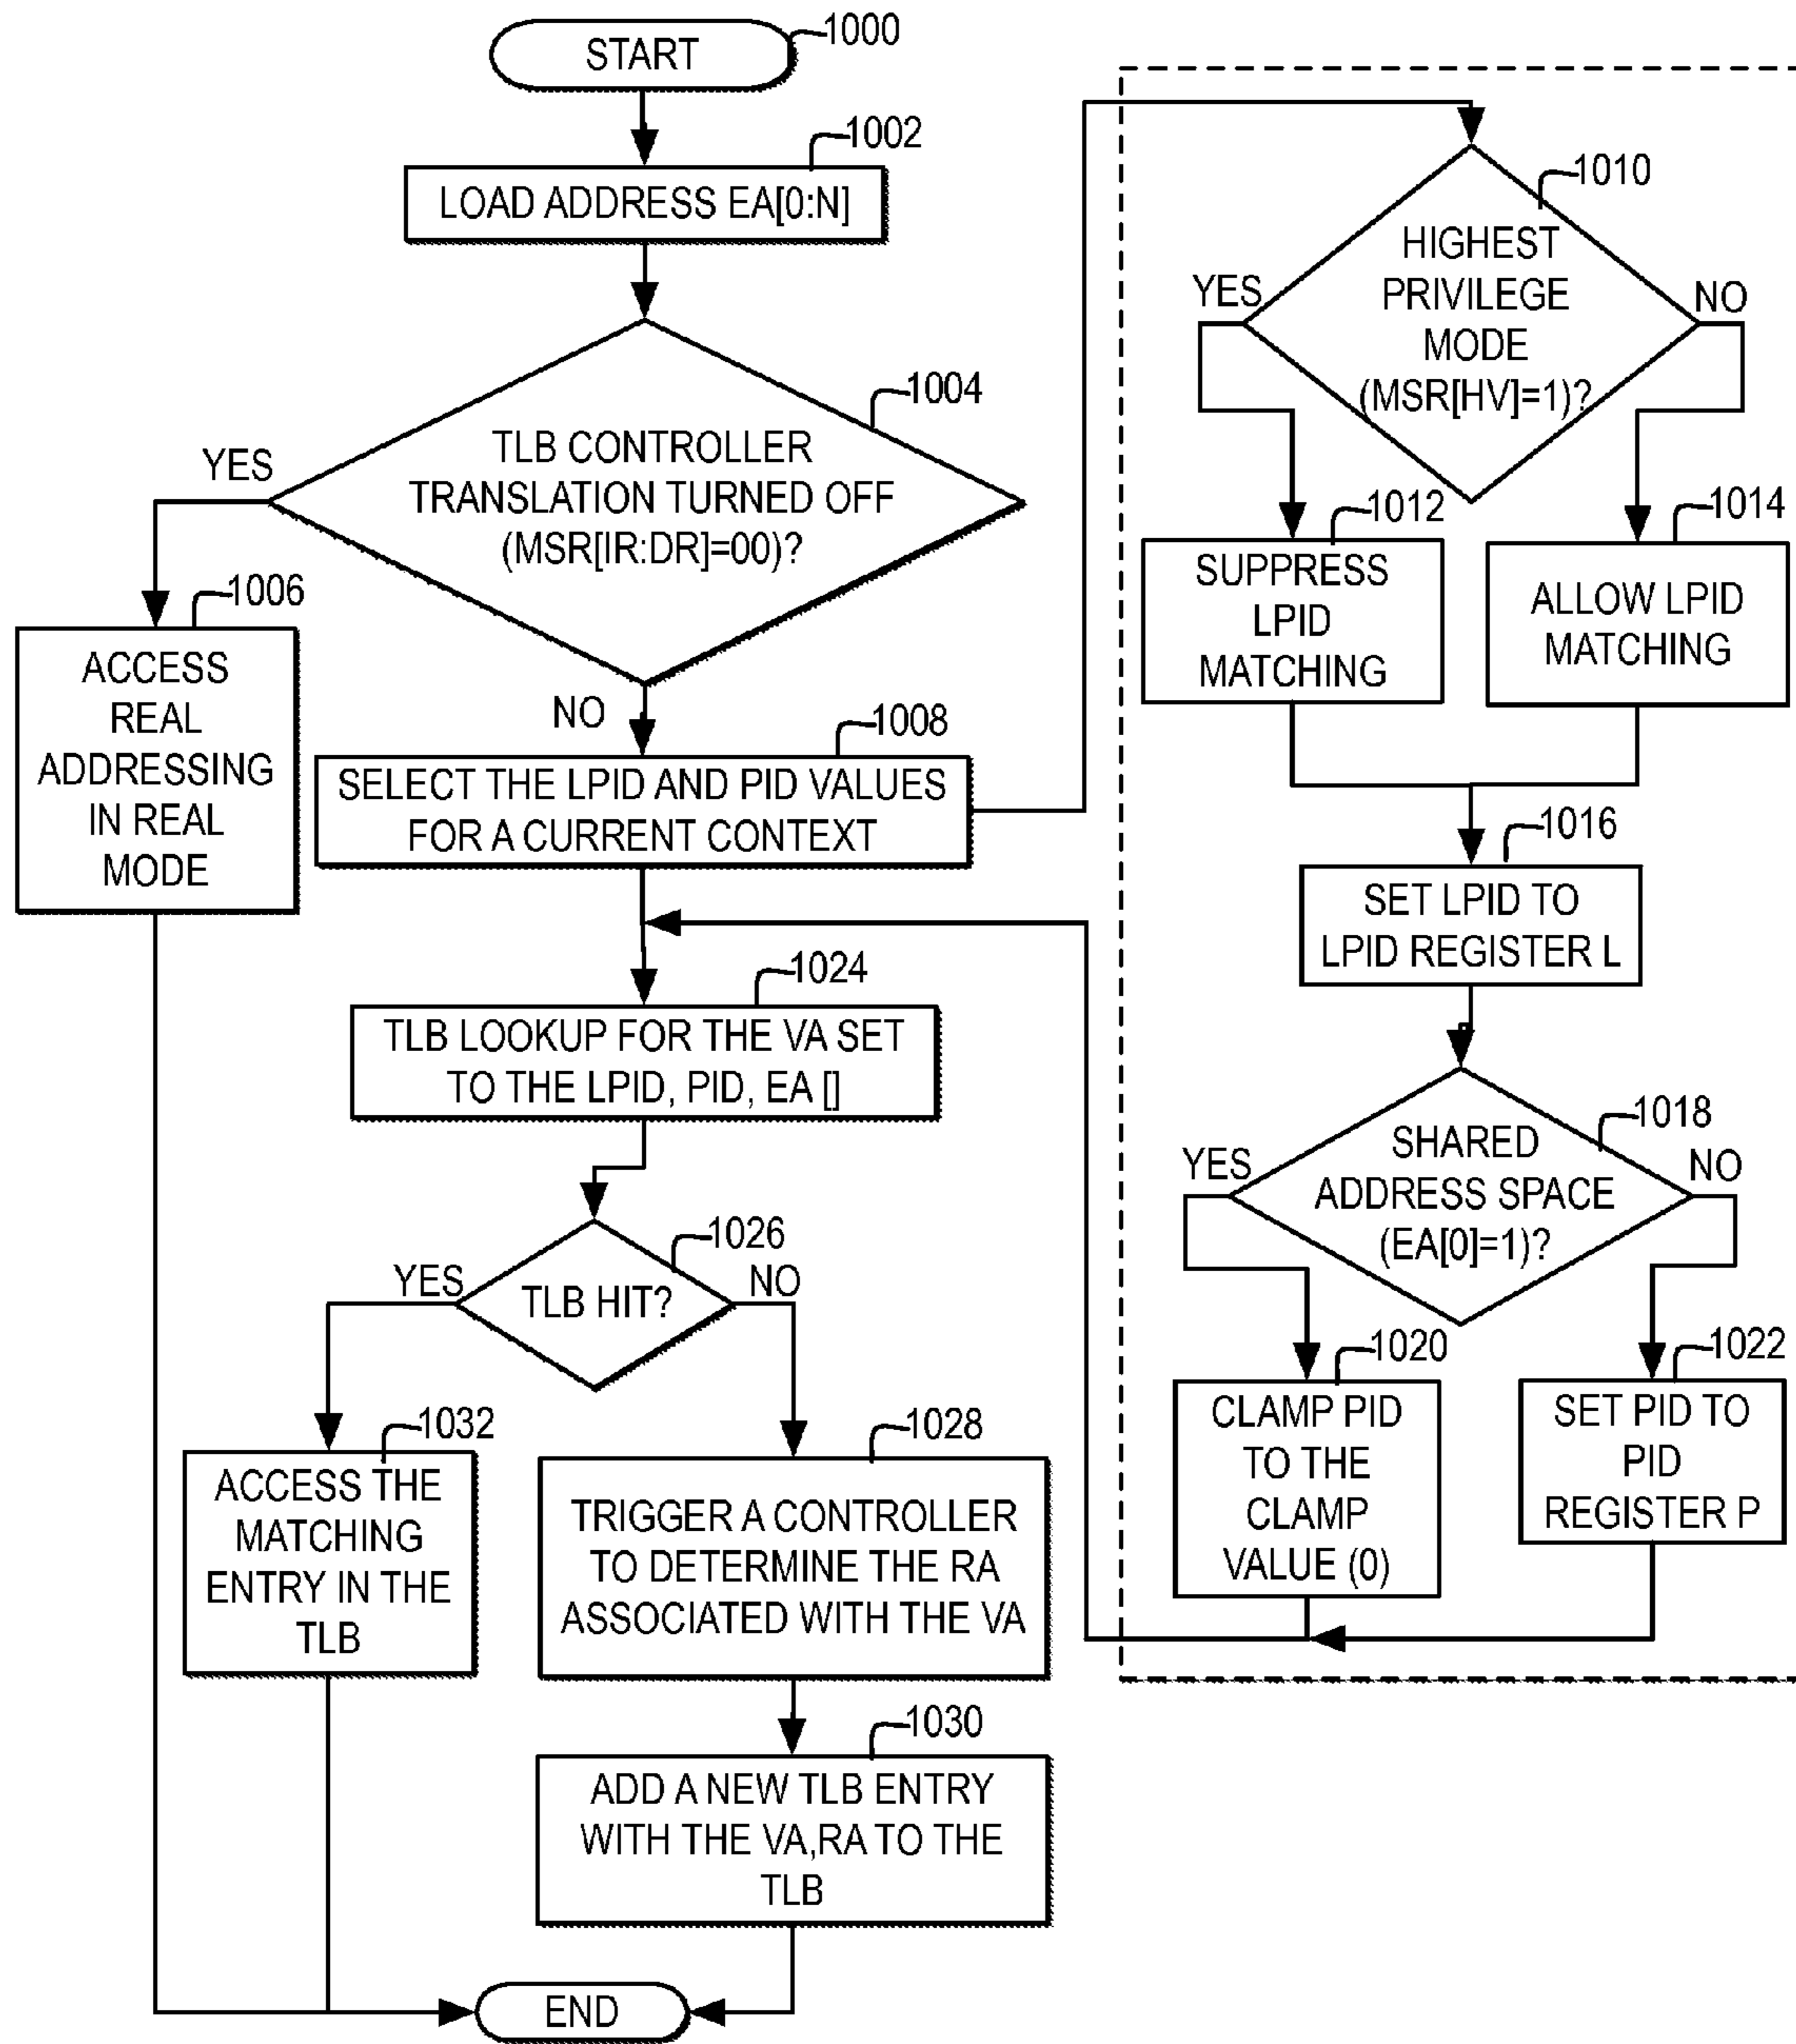 START
1000
1002
LOAD ADDRESS EA[0:N]
1004
TLB CONTROLLER
TRANSLATION TURNED OFF
(MSR[IR:DR]=00)?
YES
NO
1006
ACCESS
REAL
ADDRESSING
IN REAL
MODE
1008
SELECT THE LPID AND PID VALUES
FOR A CURRENT CONTEXT
1010
HIGHEST
PRIVILEGE
MODE
(MSR[HV]=1)?
YES
NO
1012
SUPPRESS
LPID
MATCHING
1014
ALLOW LPID
MATCHING
1016
SET LPID TO
LPID REGISTER L
1018
SHARED
ADDRESS SPACE
(EA[0]=1)?
YES
NO
1020
CLAMP PID
TO THE
CLAMP
VALUE (0)
1022
SET PID TO
PID
REGISTER P
1024
TLB LOOKUP FOR THE VA SET
TO THE LPID, PID, EA []
1026
TLB HIT?
YES
NO
1032
ACCESS THE
MATCHING
ENTRY IN THE
TLB
1028
TRIGGER A CONTROLLER
TO DETERMINE THE RA
ASSOCIATED WITH THE VA
1030
ADD A NEW TLB ENTRY
WITH THE VA,RA TO THE
TLB
END